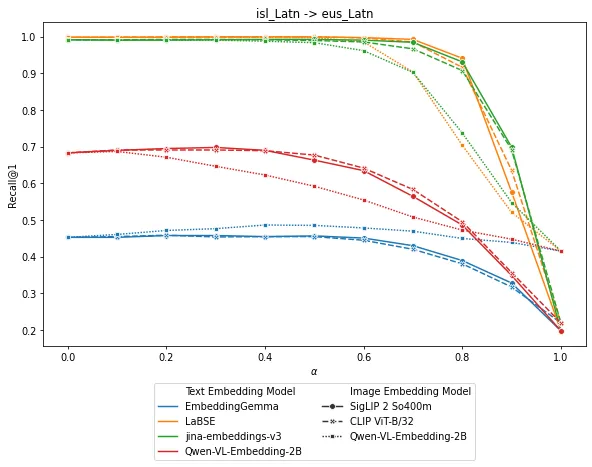 isl_Latn -> eus_Latn
Recall@1
1.0
0.9
0.8
0.7
0.6
0.5
0.4
0.3
0.2
0.0 0.2 0.4 0.6 0.8 1.0
α
Text Embedding Model Image Embedding Model
EmbeddingGemma SigLIP 2 So400m
LaBSE CLIP ViT-B/32
jina-embeddings-v3 Qwen-VL-Embedding-2B
Qwen-VL-Embedding-2B